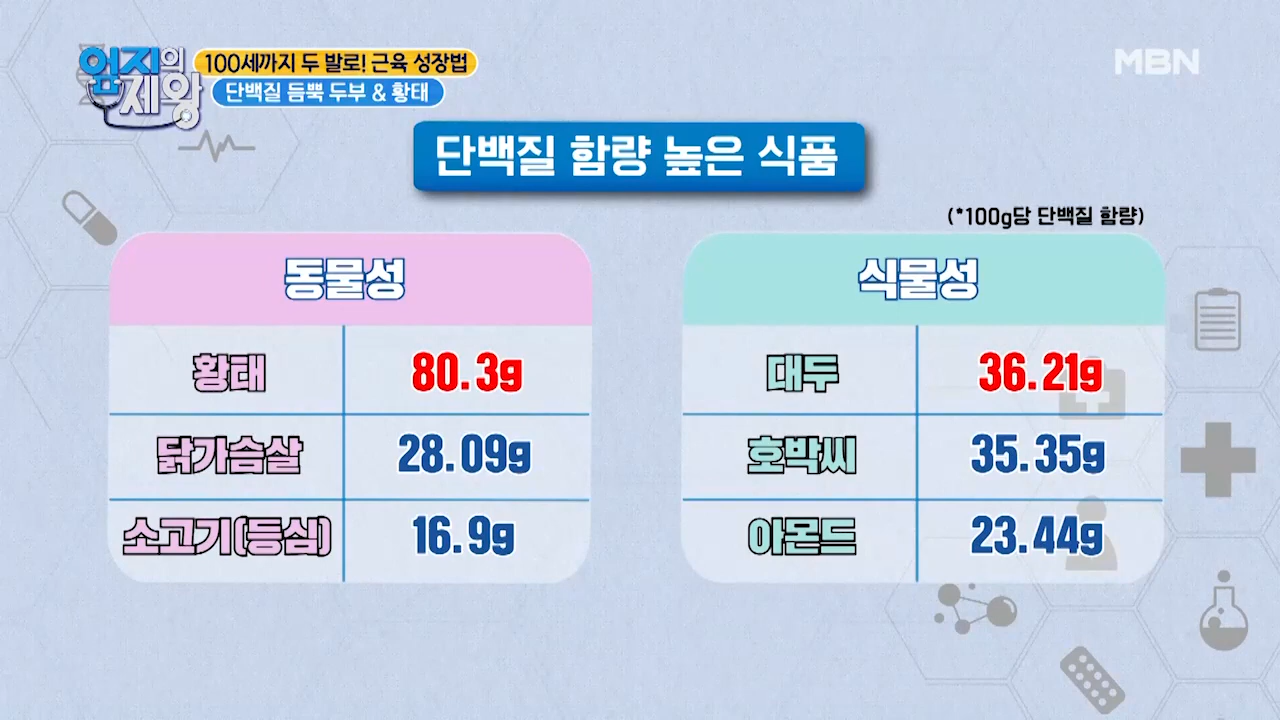 엄지의 제왕
100세까지 두 발로! 근육 성장법
단백질 듬뿍 두부 & 황태
MBN
단백질 함량 높은 식품
(*100g당 단백질 함량)
동물성
황태 80.3g
닭가슴살 28.09g
소고기(등심) 16.9g
식물성
대두 36.21g
호박씨 35.35g
아몬드 23.44g